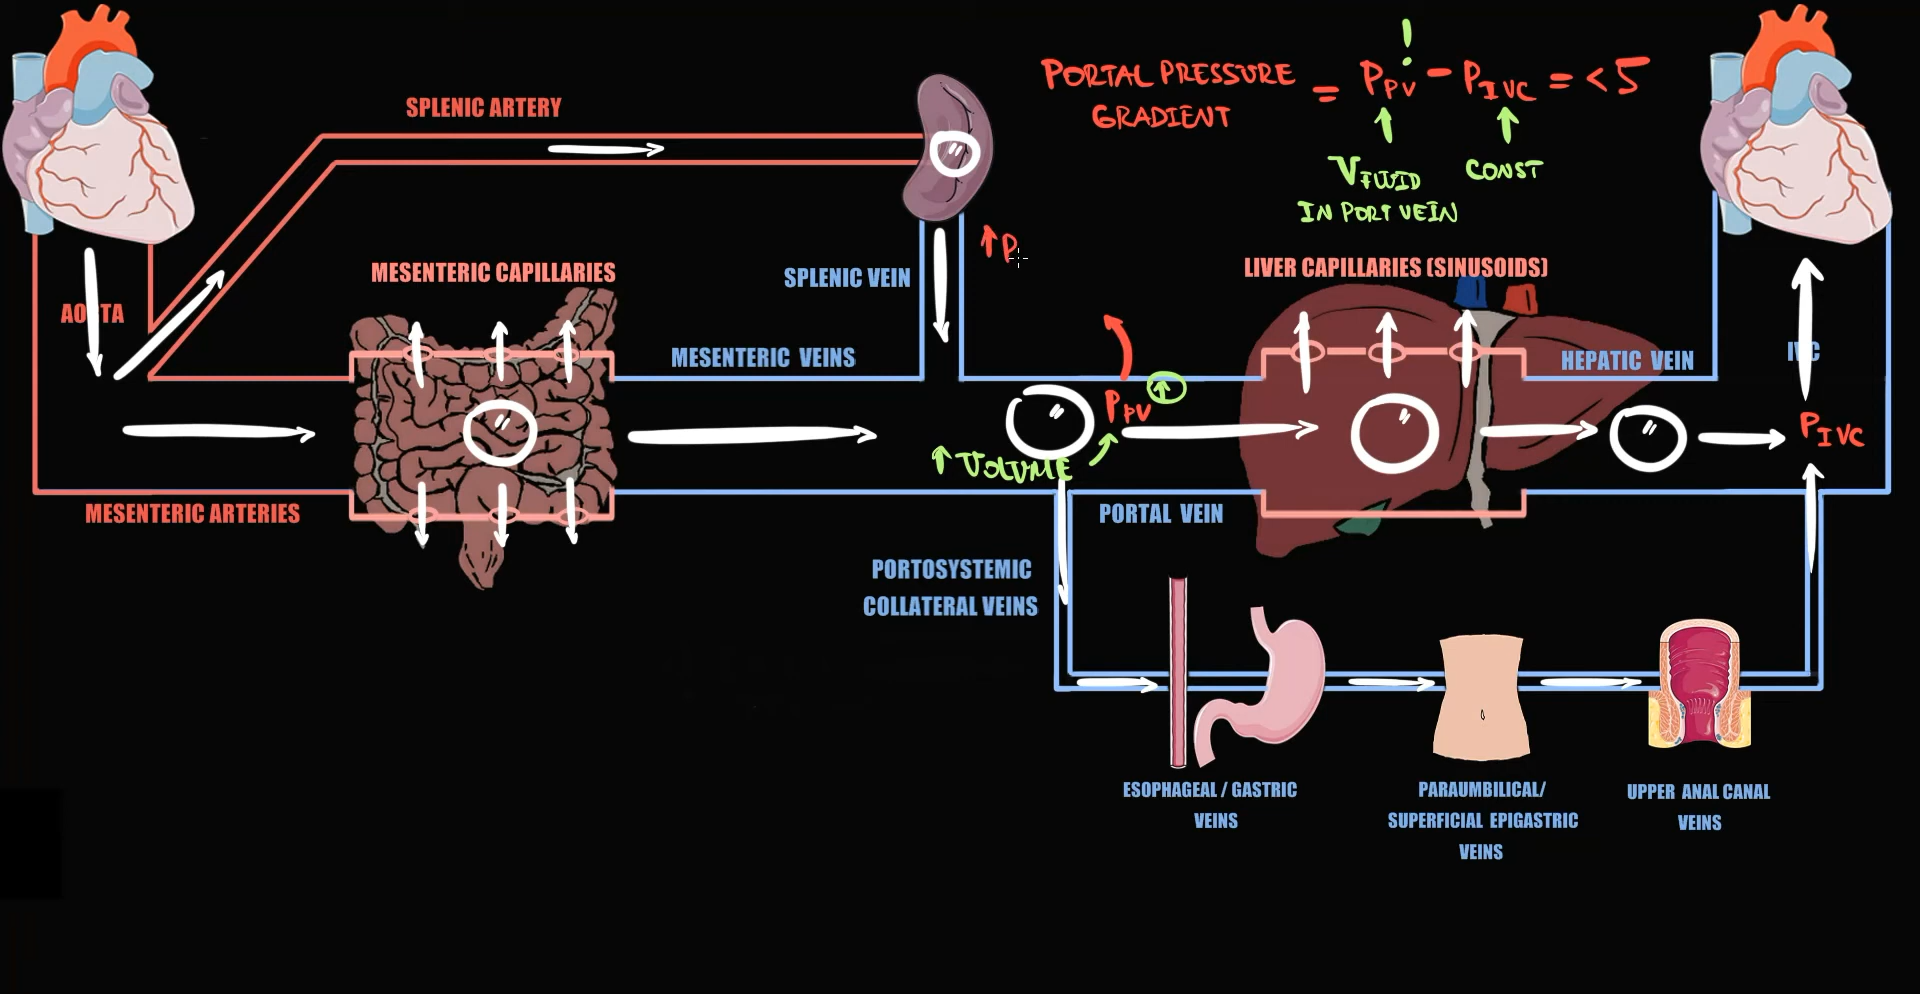 SPLENIC ARTERY
PORTAL PRESSURE
GRADIENT
= PPV - PIVC = <5
!
↑
↑
VFLUID
IN PORT VEIN
CONST
AORTA
MESENTERIC CAPILLARIES
SPLENIC VEIN
↑ P
LIVER CAPILLARIES (SINUSOIDS)
MESENTERIC VEINS
HEPATIC VEIN
IVC
PPV ↑
PIVC
↑ VOLUME
MESENTERIC ARTERIES
PORTAL VEIN
PORTOSYSTEMIC
COLLATERAL VEINS
ESOPHAGEAL / GASTRIC
VEINS
PARAUMBILICAL/
SUPERFICIAL EPIGASTRIC
VEINS
UPPER ANAL CANAL
VEINS